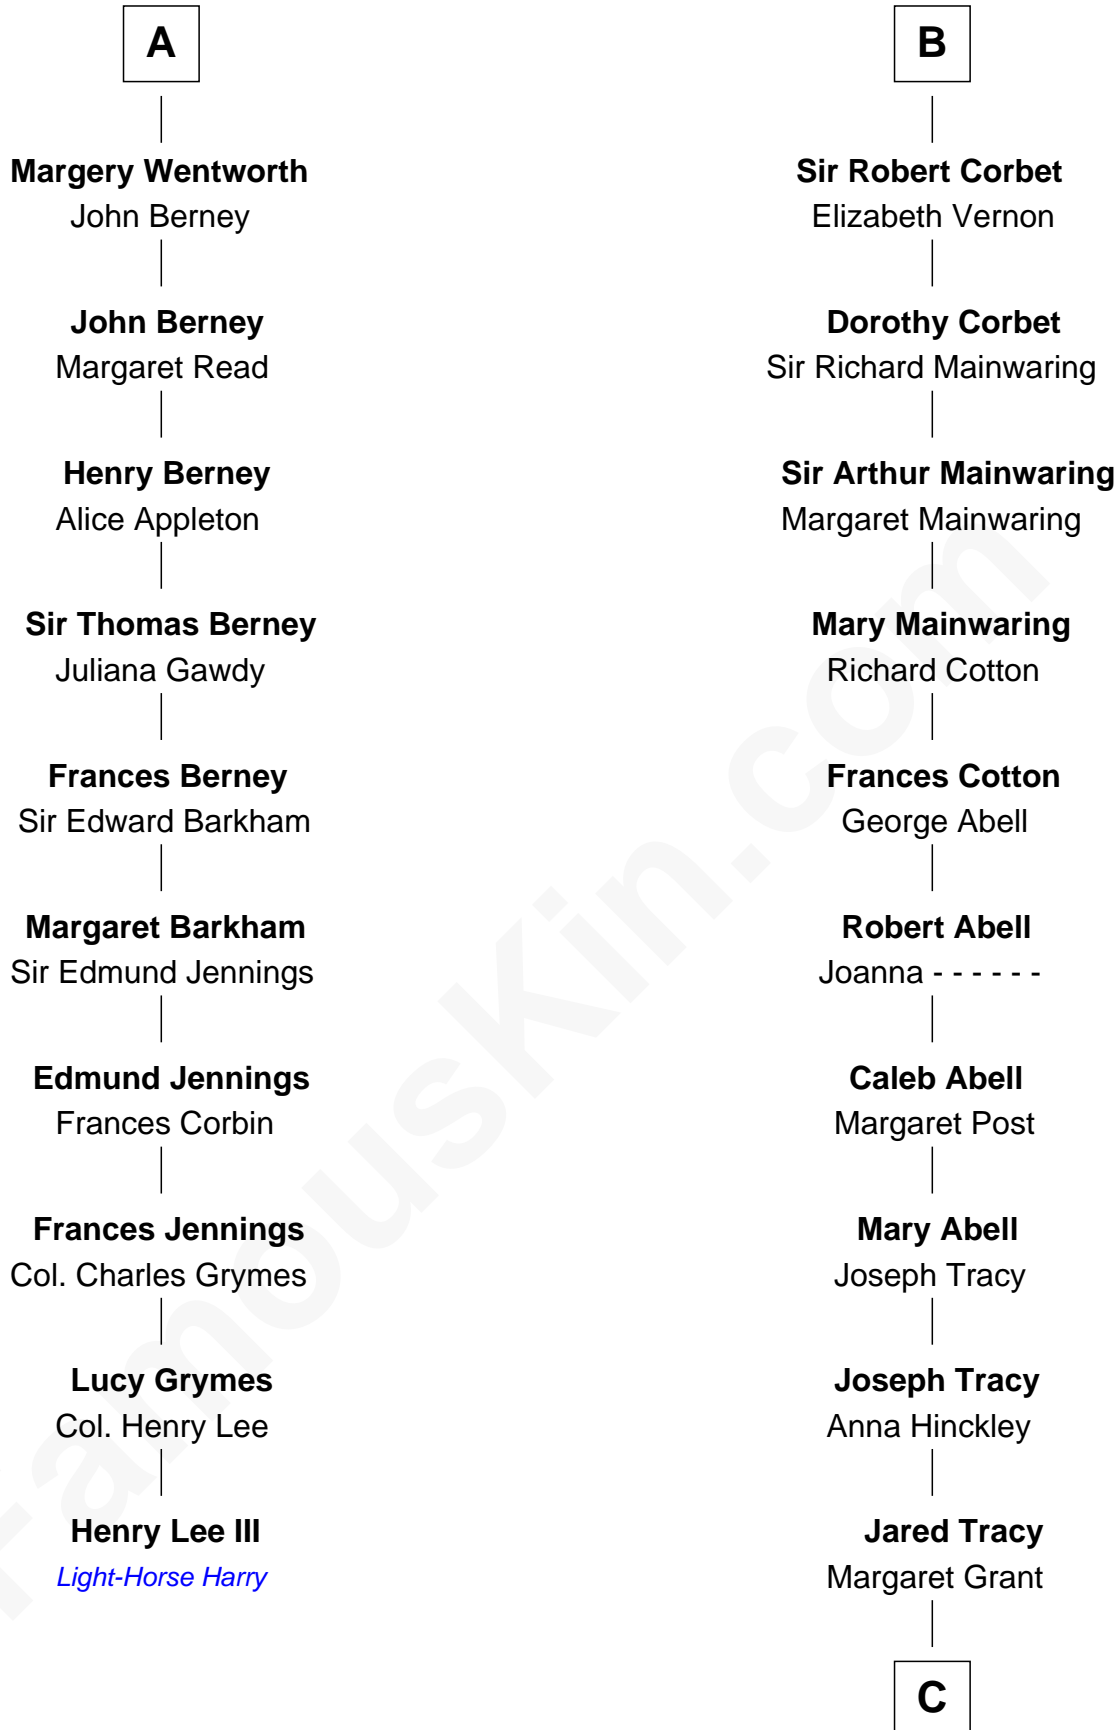 A
Margery Wentworth
John Berney
John Berney
Margaret Read
Henry Berney
Alice Appleton
Sir Thomas Berney
Juliana Gawdy
Frances Berney
Sir Edward Barkham
Margaret Barkham
Sir Edmund Jennings
Edmund Jennings
Frances Corbin
Frances Jennings
Col. Charles Grymes
Lucy Grymes
Col. Henry Lee
Henry Lee III
Light-Horse Harry
B
Sir Robert Corbet
Elizabeth Vernon
Dorothy Corbet
Sir Richard Mainwaring
Sir Arthur Mainwaring
Margaret Mainwaring
Mary Mainwaring
Richard Cotton
Frances Cotton
George Abell
Robert Abell
Joanna - - - - - -
Caleb Abell
Margaret Post
Mary Abell
Joseph Tracy
Joseph Tracy
Anna Hinckley
Jared Tracy
Margaret Grant
C
FamousKin.com